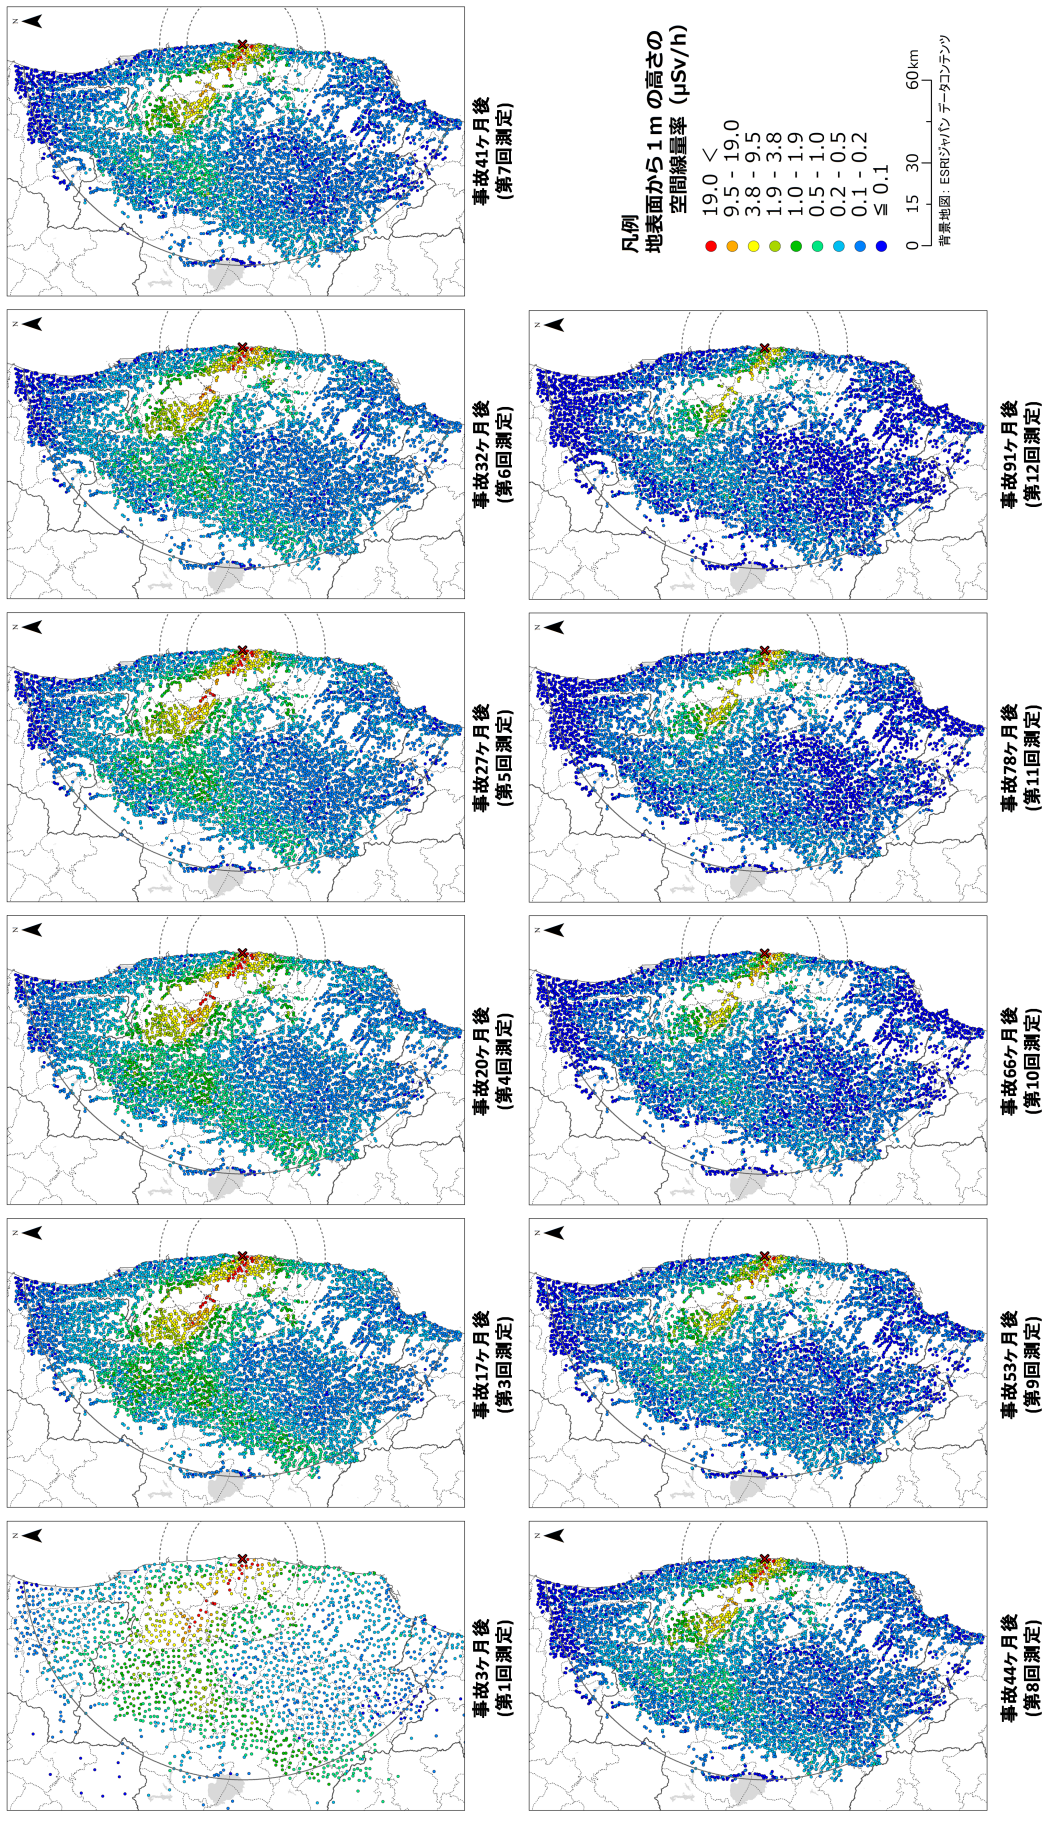 事故3ヶ月後
(第1回測定)
事故17ヶ月後
(第3回測定)
事故20ヶ月後
(第4回測定)
事故27ヶ月後
(第5回測定)
事故32ヶ月後
(第6回測定)
事故41ヶ月後
(第7回測定)
事故44ヶ月後
(第8回測定)
事故53ヶ月後
(第9回測定)
事故66ヶ月後
(第10回測定)
事故78ヶ月後
(第11回測定)
事故91ヶ月後
(第12回測定)
凡例
地表面から1mの高さの
空間線量率 (μSv/h)
19.0 <
9.5 - 19.0
3.8 - 9.5
1.9 - 3.8
1.0 - 1.9
0.5 - 1.0
0.2 - 0.5
0.1 - 0.2
≦ 0.1
0 15 30 60 km
背景地図: ESRIジャパン データコンテンツ
N
N
N
N
N
N
N
N
N
N
N